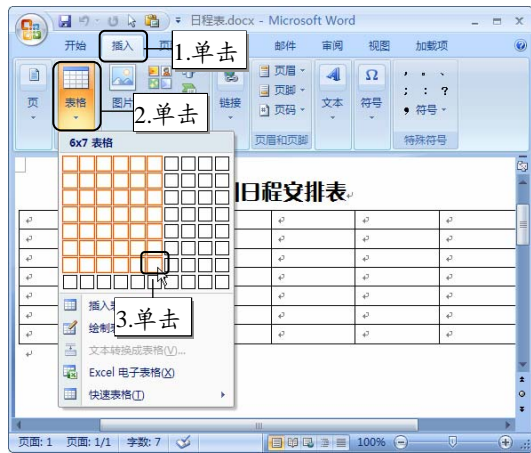 日程表.docx - Microsoft Word
开始 插入 页 邮件 审阅 视图 加载项
1.单击
页 表格 图片 链接 页眉 页脚 页码 文本 符号 , 。 、 ; : ? 符号
2.单击
页眉和页脚 特殊符号
6x7 表格
日程安排表
插入表
3.单击
绘制表
文本转换成表格(V)...
Excel 电子表格(X)
快速表格(T)
页面: 1 页面: 1/1 字数: 7 100%